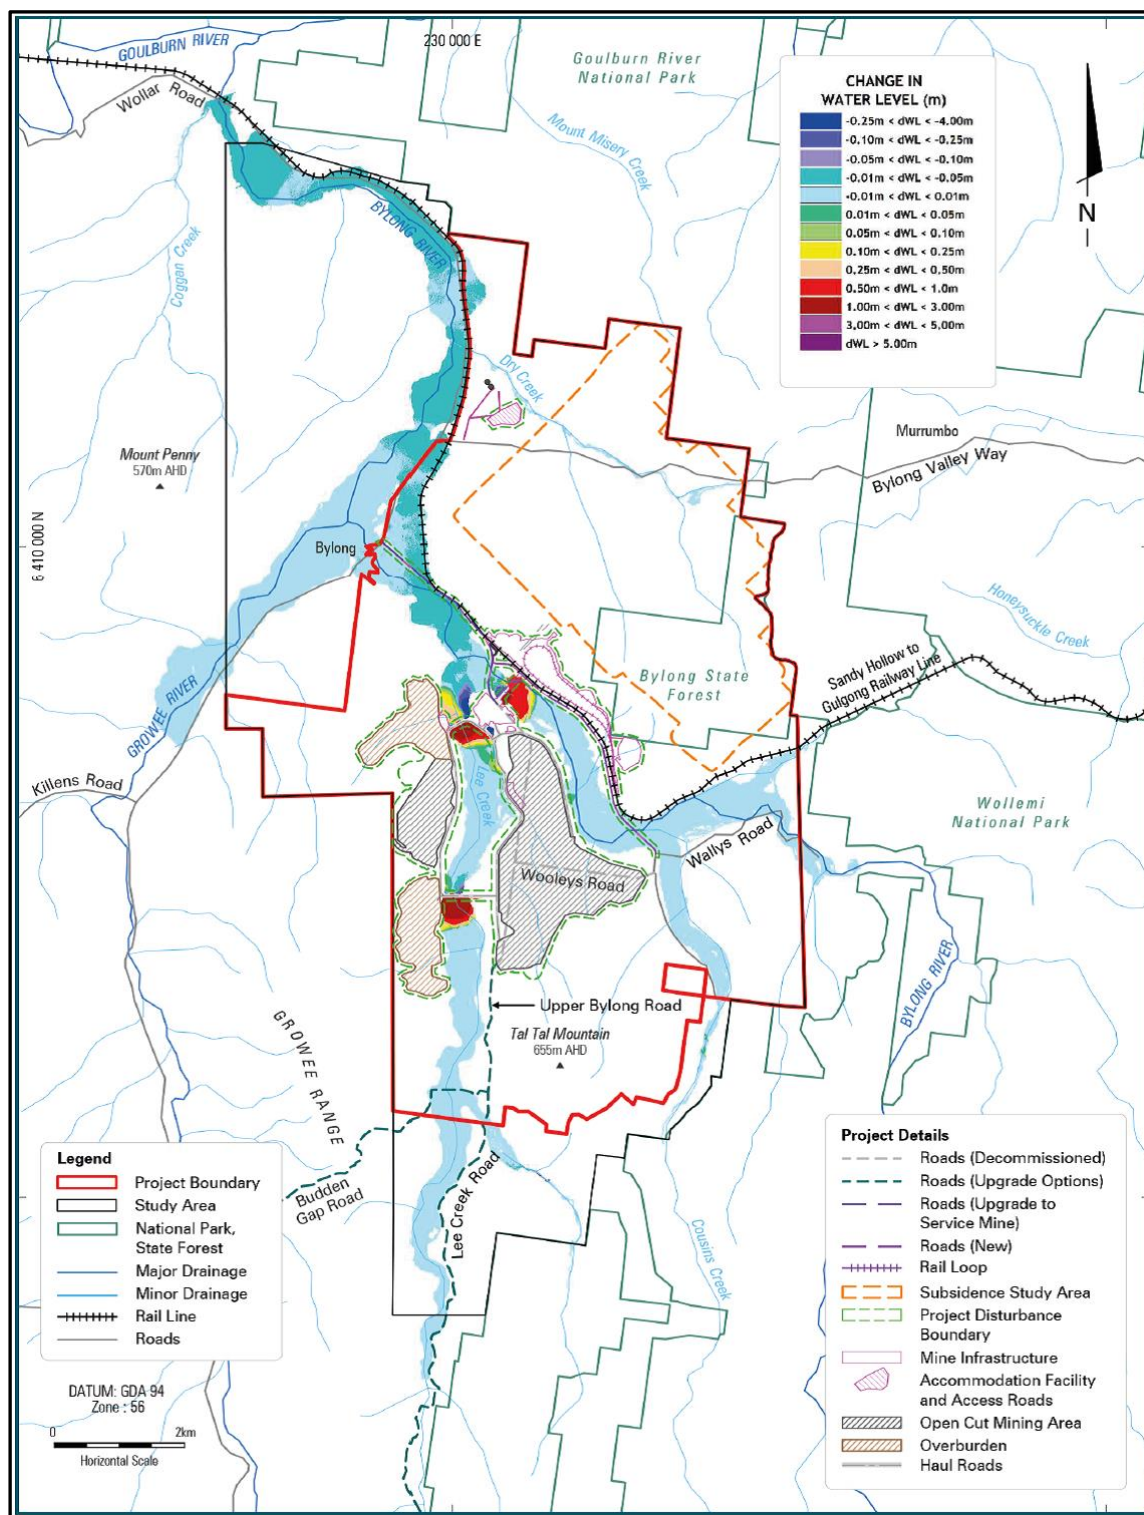 GOULBURN RIVER
Wollar Road
230 000 E
Goulburn River
National Park
Mount Misery Creek
CHANGE IN
WATER LEVEL (m)
-0.25m < dWL < -4.00m
-0.10m < dWL < -0.25m
-0.05m < dWL < -0.10m
-0.01m < dWL < -0.05m
-0.01m < dWL < 0.01m
0.01m < dWL < 0.05m
0.05m < dWL < 0.10m
0.10m < dWL < 0.25m
0.25m < dWL < 0.50m
0.50m < dWL < 1.0m
1.00m < dWL < 3.00m
3.00m < dWL < 5.00m
dWL > 5.00m
N
BYLONG RIVER
Coggan Creek
Dry Creek
Mount Penny
570m AHD
Murrumbo
Bylong Valley Way
6 410 000 N
Bylong
Honeysuckle Creek
Sandy Hollow to
Gulgong Railway Line
Bylong State
Forest
GROWEE RIVER
Killens Road
Lee Creek
Wollemi
National Park
Wallys Road
Wooleys Road
BYLONG RIVER
Upper Bylong Road
Tal Tal Mountain
655m AHD
GROWEE RANGE
Budden
Gap Road
Lee Creek Road
Cousins Creek
Legend
Project Boundary
Study Area
National Park,
State Forest
Major Drainage
Minor Drainage
Rail Line
Roads
DATUM: GDA 94
Zone : 56
0 2km
Horizontal Scale
Project Details
Roads (Decommissioned)
Roads (Upgrade Options)
Roads (Upgrade to
Service Mine)
Roads (New)
Rail Loop
Subsidence Study Area
Project Disturbance
Boundary
Mine Infrastructure
Accommodation Facility
and Access Roads
Open Cut Mining Area
Overburden
Haul Roads